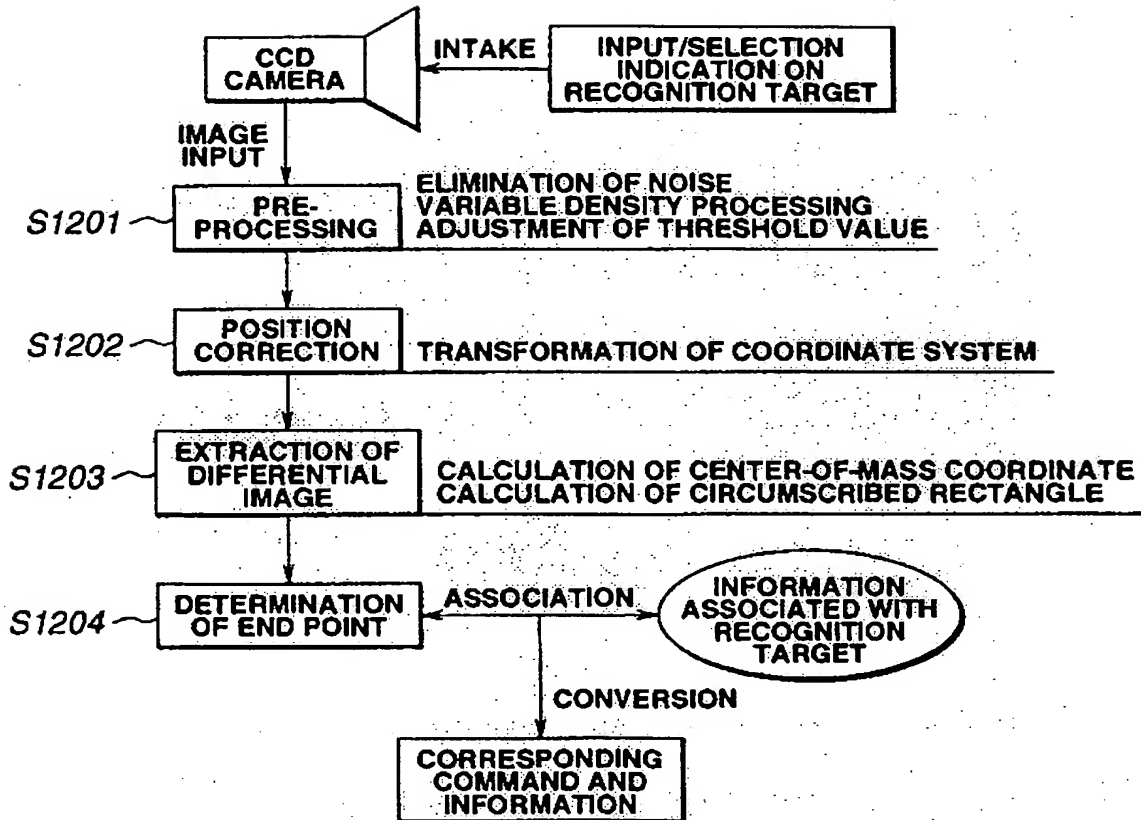 CCD
CAMERA
INTAKE
INPUT/SELECTION
INDICATION ON
RECOGNITION TARGET
IMAGE
INPUT
S1201
PRE-
PROCESSING
ELIMINATION OF NOISE
VARIABLE DENSITY PROCESSING
ADJUSTMENT OF THRESHOLD VALUE
S1202
POSITION
CORRECTION
TRANSFORMATION OF COORDINATE SYSTEM
S1203
EXTRACTION OF
DIFFERENTIAL
IMAGE
CALCULATION OF CENTER-OF-MASS COORDINATE
CALCULATION OF CIRCUMSCRIBED RECTANGLE
S1204
DETERMINATION
OF END POINT
ASSOCIATION
INFORMATION
ASSOCIATED WITH
RECOGNITION
TARGET
CONVERSION
CORRESPONDING
COMMAND AND
INFORMATION